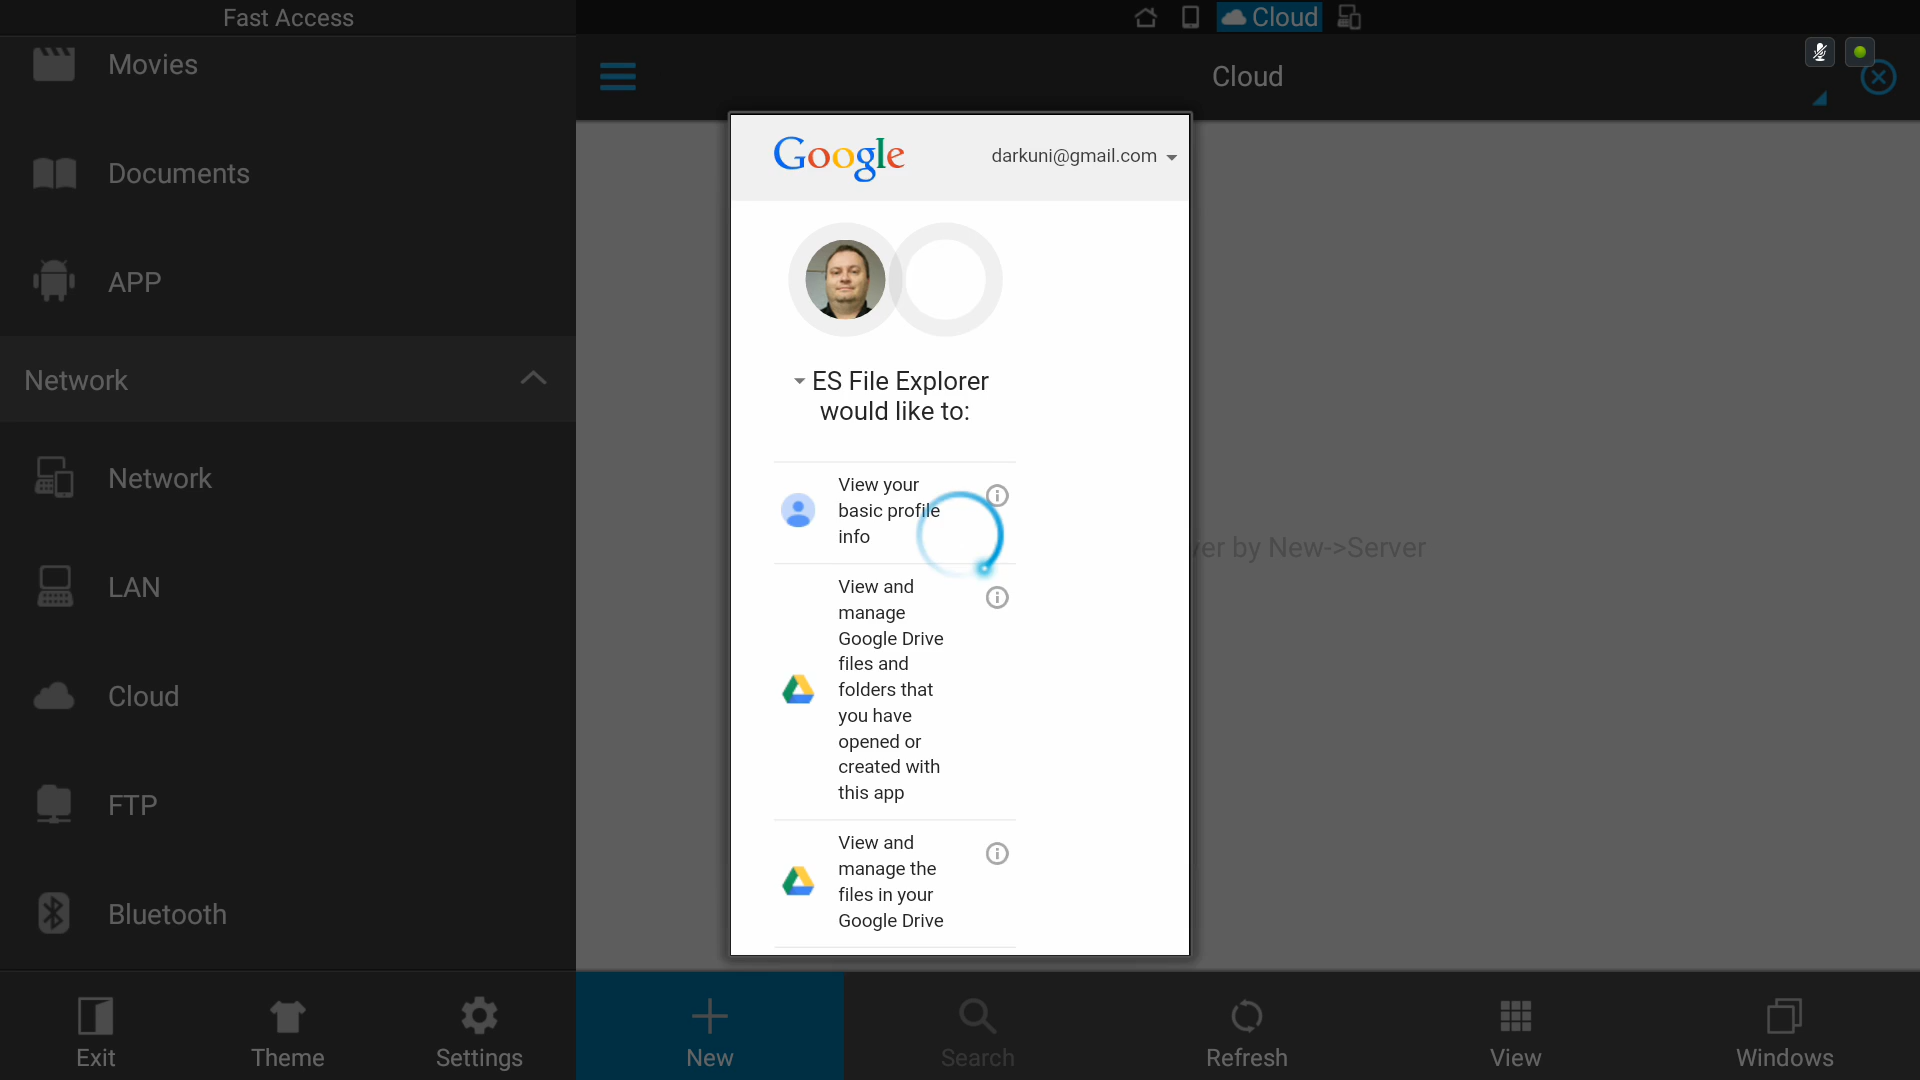 Fast Access
Movies
Documents
APP
Network
Network
LAN
Cloud
FTP
Bluetooth
Exit
Theme
Settings
Cloud
Cloud
Google
darkuni@gmail.com
ES File Explorer
would like to:
View your
basic profile
info
View and
manage
Google Drive
files and
folders that
you have
opened or
created with
this app
View and
manage the
files in your
Google Drive
by New->Server
New
Search
Refresh
View
Windows